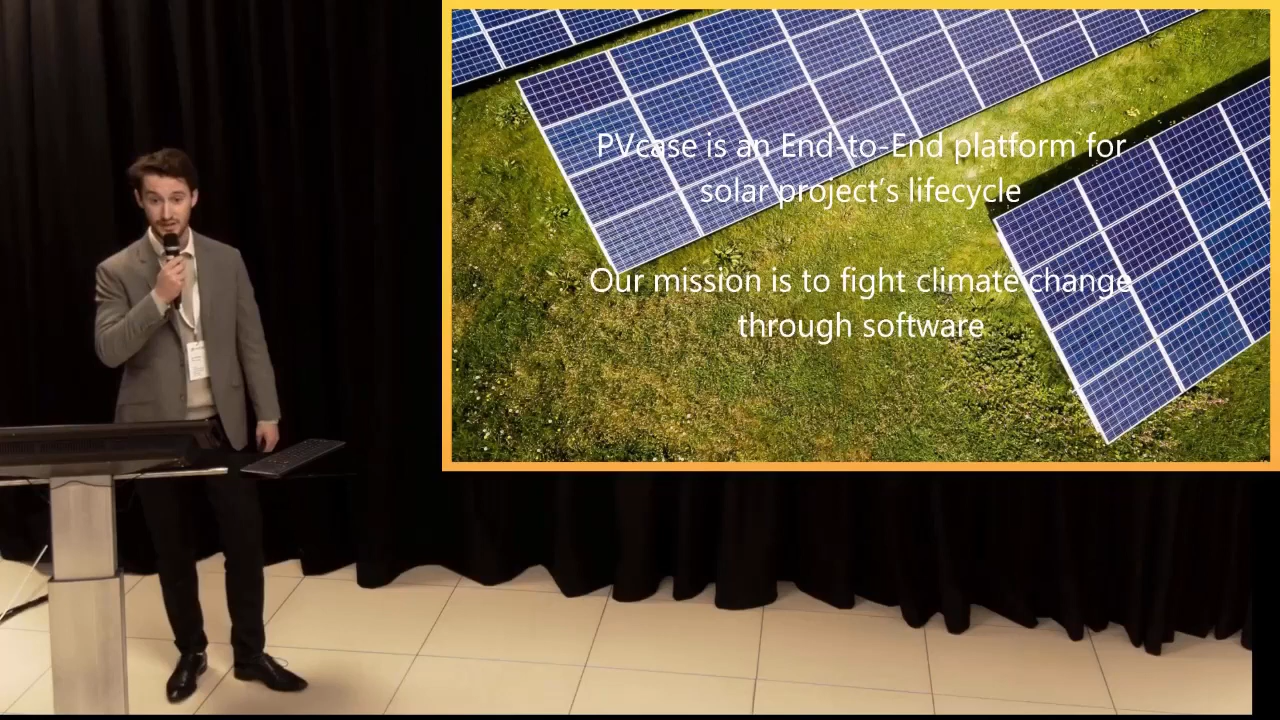 PVcase is an End-to-End platform for
solar project's lifecycle
Our mission is to fight climate change
through software